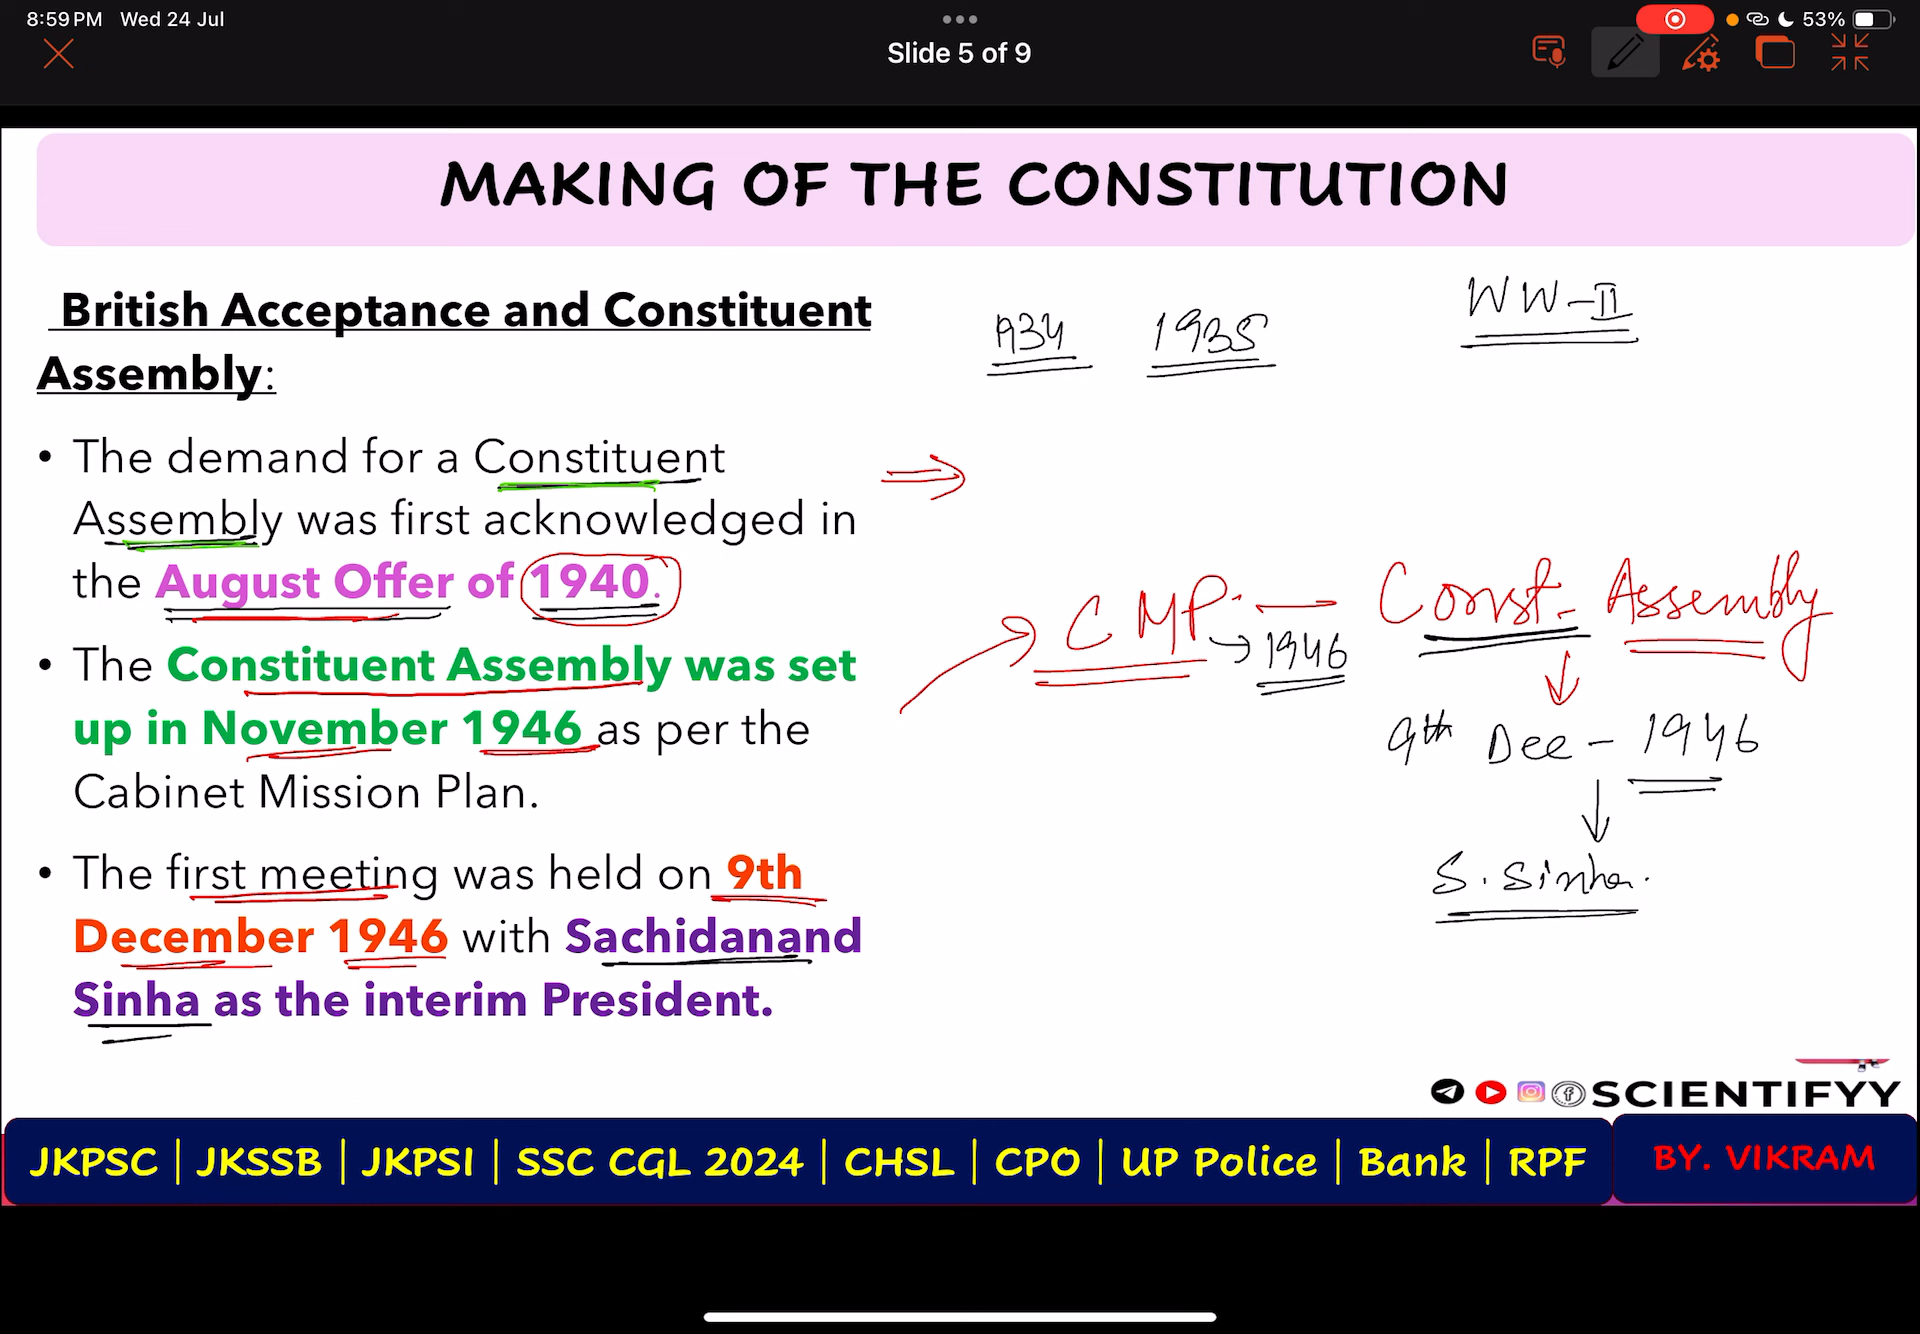 8:59 PM Wed 24 Jul
53%
Slide 5 of 9
MAKING OF THE CONSTITUTION
British Acceptance and Constituent
Assembly:
• The demand for a Constituent
Assembly was first acknowledged in
the August Offer of 1940.
• The Constituent Assembly was set
up in November 1946 as per the
Cabinet Mission Plan.
• The first meeting was held on 9th
December 1946 with Sachidanand
Sinha as the interim President.
1934 1935 WW-II
CMP. — Const. Assembly
→ 1946
9th Dec - 1946
S. Sinha.
SCIENTIFYY
JKPSC | JKSSB | JKPSI | SSC CGL 2024 | CHSL | CPO | UP Police | Bank | RPF
BY. VIKRAM